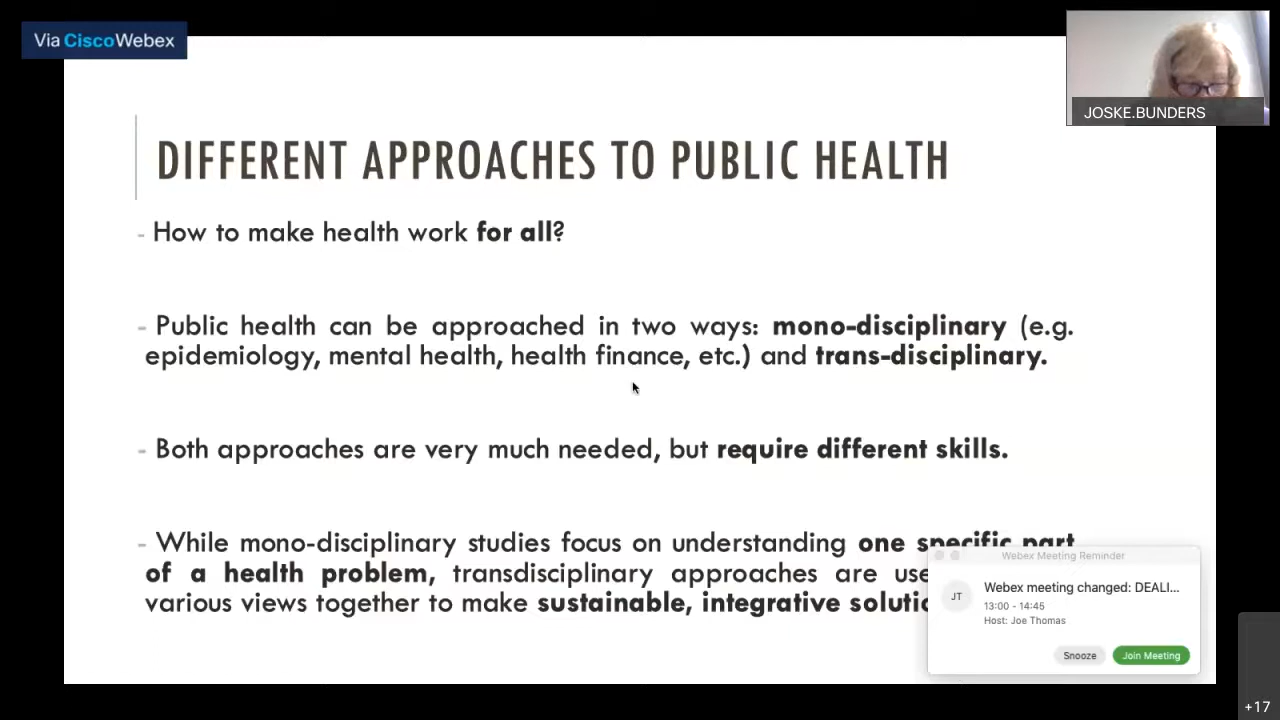 Via CiscoWebex
JOSKE.BUNDERS
DIFFERENT APPROACHES TO PUBLIC HEALTH
- How to make health work for all?
- Public health can be approached in two ways: mono-disciplinary (e.g.
epidemiology, mental health, health finance, etc.) and trans-disciplinary.
- Both approaches are very much needed, but require different skills.
- While mono-disciplinary studies focus on understanding one specific part
of a health problem, transdisciplinary approaches are use
various views together to make sustainable, integrative solutio
Webex Meeting Reminder
JT
Webex meeting changed: DEALI...
13:00 - 14:45
Host: Joe Thomas
Snooze
Join Meeting
+17